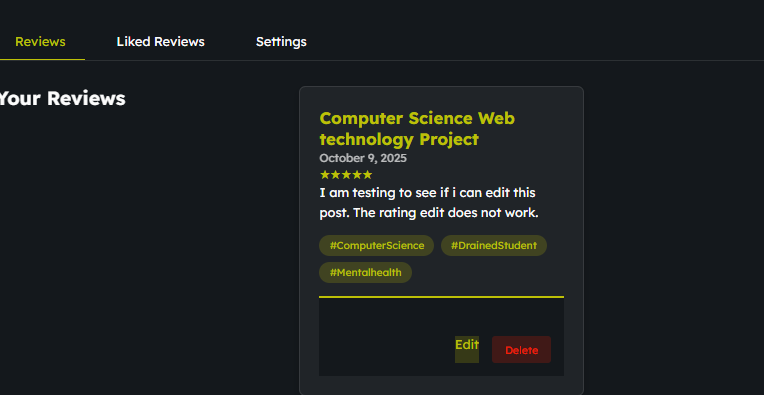 Reviews Liked Reviews Settings
Your Reviews
Computer Science Web
technology Project
October 9, 2025
★★★★★
I am testing to see if i can edit this
post. The rating edit does not work.
#ComputerScience #DrainedStudent
#Mentalhealth
Edit Delete